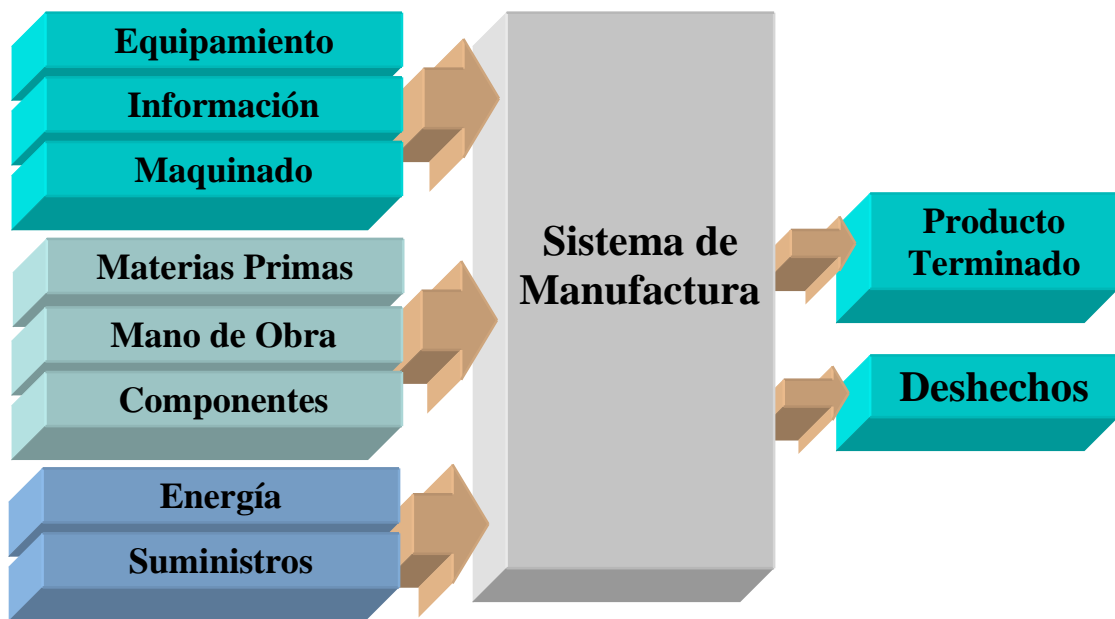 Equipamiento
Información
Maquinado
Materias Primas
Mano de Obra
Componentes
Energía
Suministros
Sistema de
Manufactura
Producto
Terminado
Deshechos